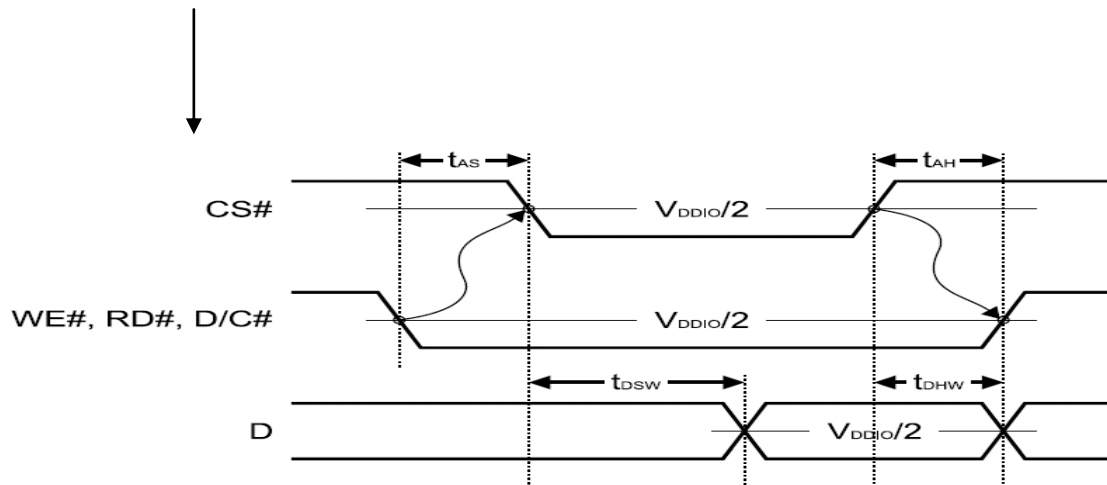 tAS tAH
CS# VDDIO/2
WE#, RD#, D/C# VDDIO/2
tDSW tDHW
D VDDIO/2